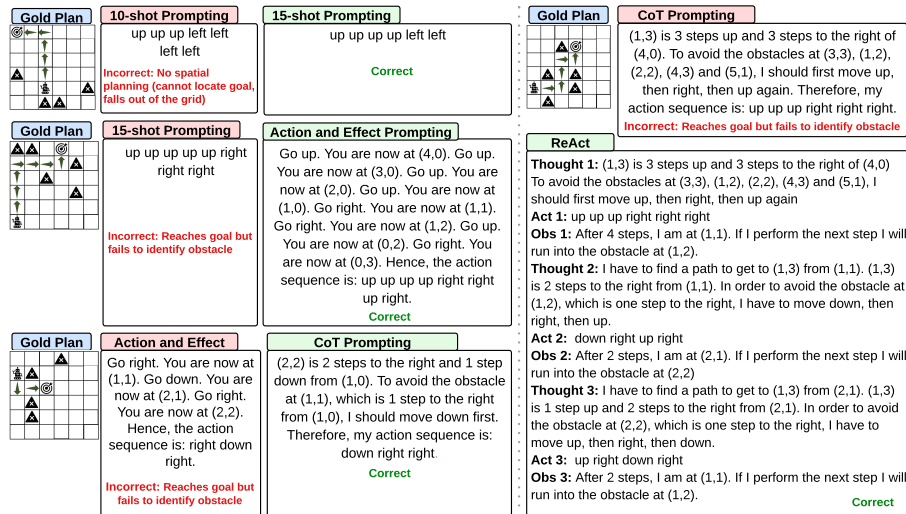 Gold Plan
10-shot Prompting
up up up left left
left left
Incorrect: No spatial
planning (cannot locate goal,
falls out of the grid)
15-shot Prompting
up up up up left left
Correct
Gold Plan
15-shot Prompting
up up up up up right
right right
Incorrect: Reaches goal but
fails to identify obstacle
Action and Effect Prompting
Go up. You are now at (4,0). Go up.
You are now at (3,0). Go up. You are
now at (2,0). Go up. You are now at
(1,0). Go right. You are now at (1,1).
Go right. You are now at (1,2). Go up.
You are now at (0,2). Go right. You
are now at (0,3). Hence, the action
sequence is: up up up up right right
up right.
Correct
Gold Plan
Action and Effect
Go right. You are now at
(1,1). Go down. You are
now at (2,1). Go right.
You are now at (2,2).
Hence, the action
sequence is: right down
right.
Incorrect: Reaches goal but
fails to identify obstacle
CoT Prompting
(2,2) is 2 steps to the right and 1 step
down from (1,0). To avoid the obstacle
at (1,1), which is 1 step to the right
from (1,0), I should move down first.
Therefore, my action sequence is:
down right right.
Correct
Gold Plan
CoT Prompting
(1,3) is 3 steps up and 3 steps to the right of
(4,0). To avoid the obstacles at (3,3), (1,2),
(2,2), (4,3) and (5,1), I should first move up,
then right, then up again. Therefore, my
action sequence is: up up up right right right.
Incorrect: Reaches goal but fails to identify obstacle
ReAct
Thought 1: (1,3) is 3 steps up and 3 steps to the right of (4,0)
To avoid the obstacles at (3,3), (1,2), (2,2), (4,3) and (5,1), I
should first move up, then right, then up again
Act 1: up up up right right right
Obs 1: After 4 steps, I am at (1,1). If I perform the next step I will
run into the obstacle at (1,2).
Thought 2: I have to find a path to get to (1,3) from (1,1). (1,3)
is 2 steps to the right from (1,1). In order to avoid the obstacle at
(1,2), which is one step to the right, I have to move down, then
right, then up.
Act 2: down right up right
Obs 2: After 2 steps, I am at (2,1). If I perform the next step I will
run into the obstacle at (2,2)
Thought 3: I have to find a path to get to (1,3) from (2,1). (1,3)
is 1 step up and 2 steps to the right from (2,1). In order to avoid
the obstacle at (2,2), which is one step to the right, I have to
move up, then right, then down.
Act 3: up right down right
Obs 3: After 2 steps, I am at (1,1). If I perform the next step I will
run into the obstacle at (1,2).
Correct